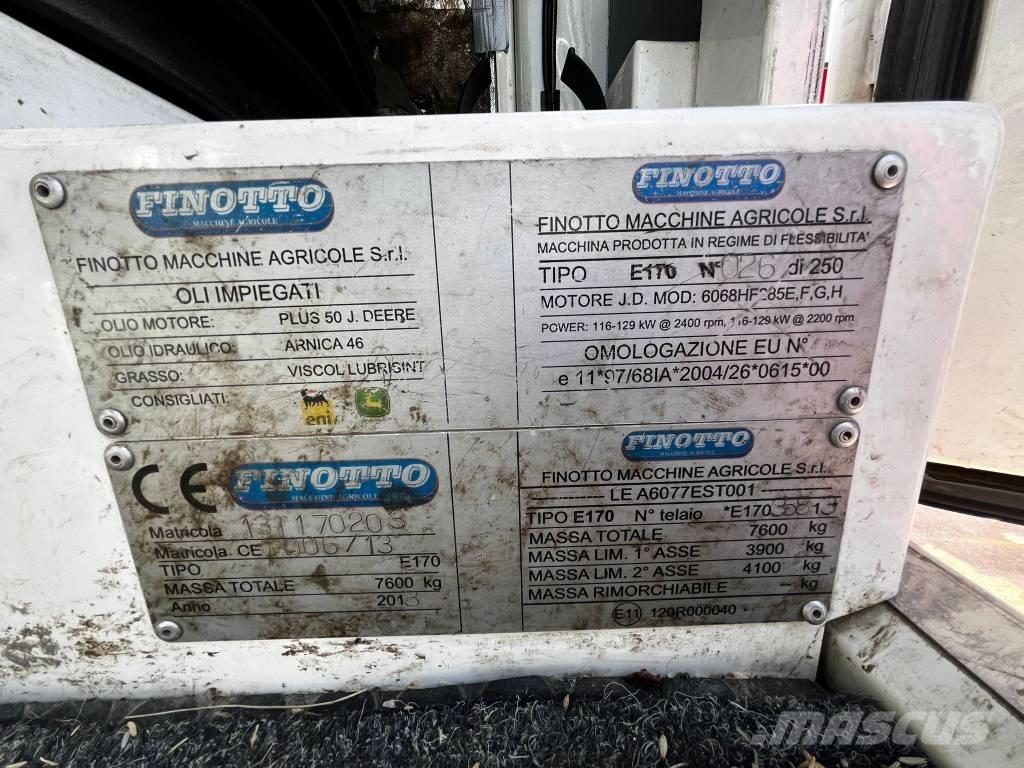 FINOTTO
MACCHINE AGRICOLE
FINOTTO MACCHINE AGRICOLE S.r.l.
OLI IMPIEGATI
OLIO MOTORE: PLUS 50 J. DEERE
OLIO IDRAULICO: ARNICA 46
GRASSO: VISCOL LUBRISINT
CONSIGLIATI:
eni
FINOTTO
MACCHINE AGRICOLE
FINOTTO MACCHINE AGRICOLE S.r.l.
MACCHINA PRODOTTA IN REGIME DI FLESSIBILITA'
TIPO E170 N° 026 di 250
MOTORE J.D. MOD: 6068HF285E,F,G,H
POWER: 116-129 kW @ 2400 rpm, 116-129 kW @ 2200 rpm
OMOLOGAZIONE EU N°
e 11*97/68IA*2004/26*0615*00
CE
FINOTTO
MACCHINE AGRICOLE
Matricola 131170203
Matricola. CE 506/13
TIPO E170
MASSA TOTALE 7600 kg
Anno 2013
FINOTTO
MACCHINE AGRICOLE
FINOTTO MACCHINE AGRICOLE S.r.l.
LE A6077EST001
TIPO E170 N° telaio *E170
MASSA TOTALE 7600 kg
MASSA LIM. 1° ASSE 3900 kg
MASSA LIM. 2° ASSE 4100 kg
MASSA RIMORCHIABILE - kg
E11 120R000040
MASCUS